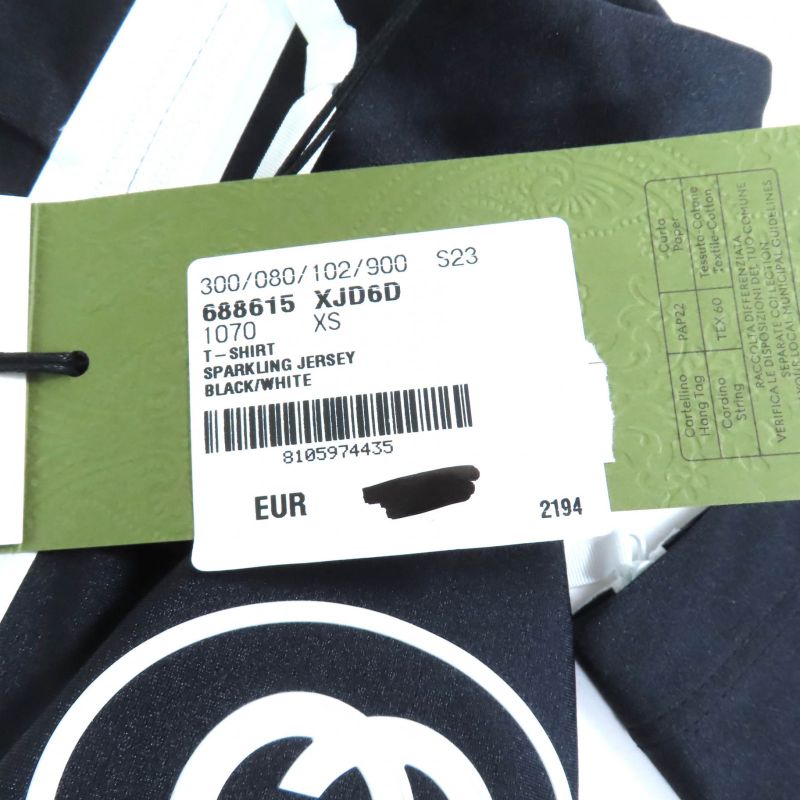 300/080/102/900 S23
688615 XJD6D
1070 XS
T-SHIRT
SPARKLING JERSEY
BLACK/WHITE
8105974435
EUR
2194
Carta
Paper
Tessuto-Cotone
Textile-Cotton
PAP22
TEX 60
Cartellino
Hang Tag
Cordino
String
RACCOLTA DIFFERENZIATA
VERIFICA LE DISPOSIZIONI DEL TUO COMUNE
SEPARATE COLLECTION
YOUR LOCAL MUNICIPAL GUIDELINES